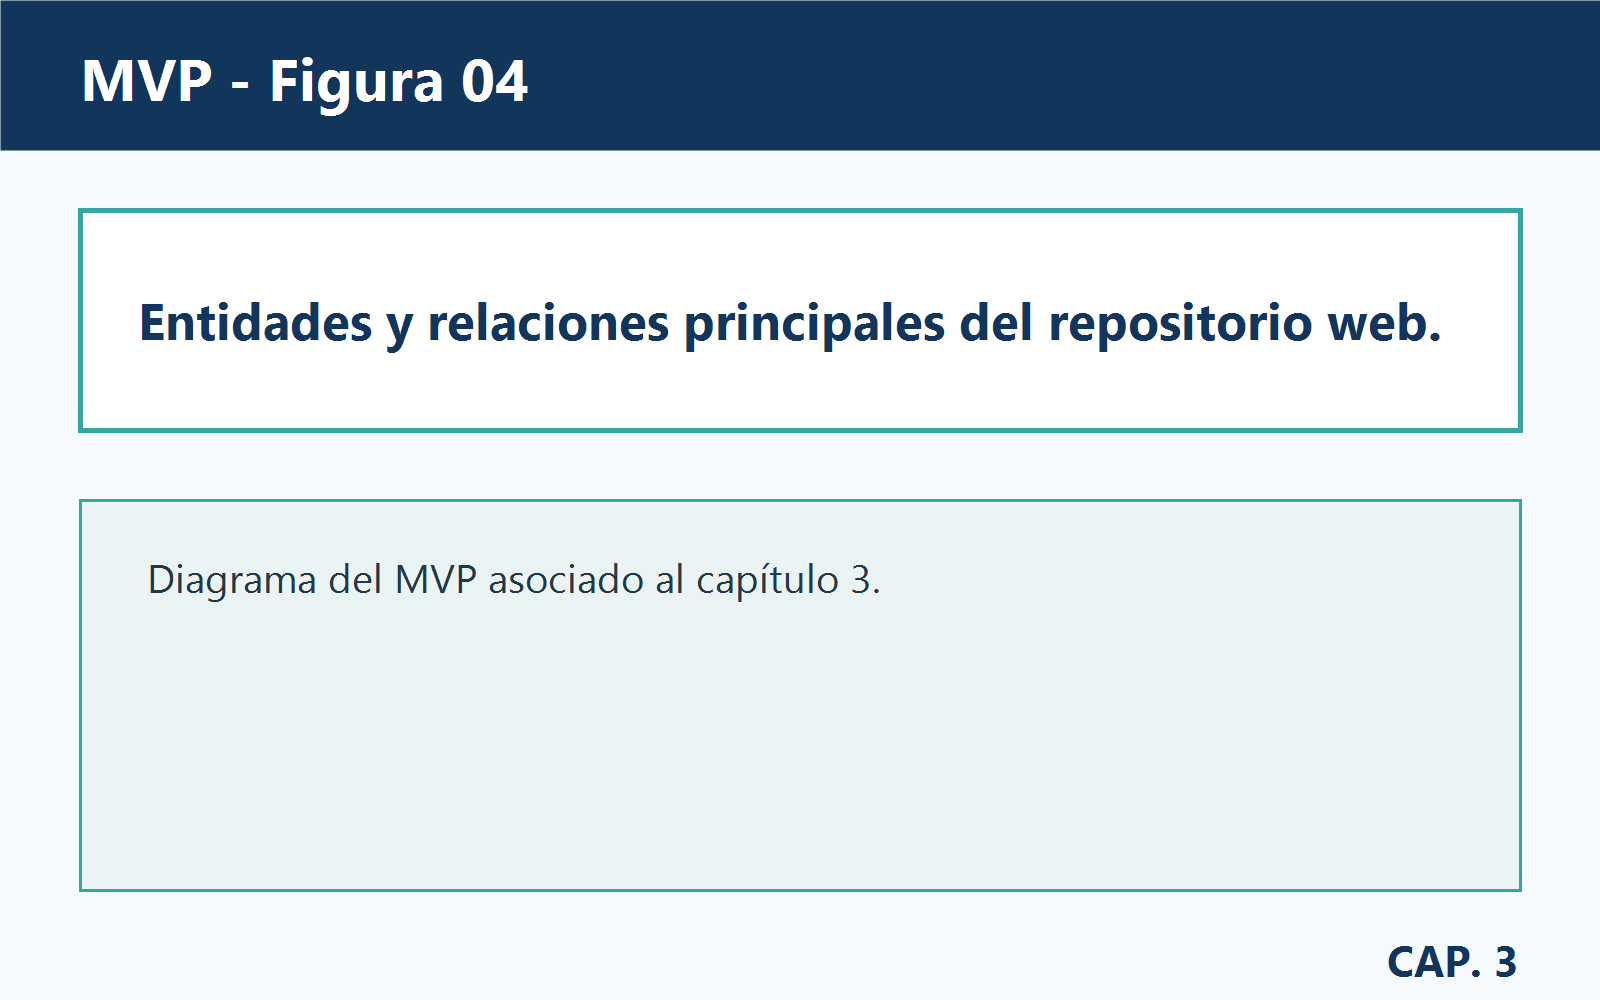 MVP - Figura 04
Entidades y relaciones principales del repositorio web.
Diagrama del MVP asociado al capítulo 3.
CAP. 3